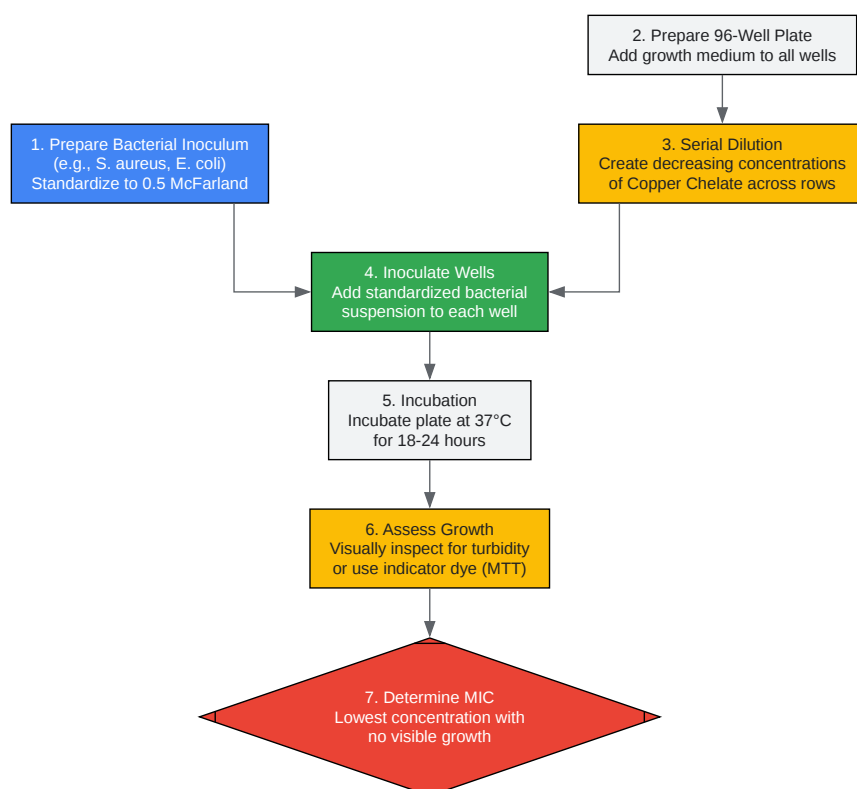 2. Prepare 96-Well Plate
Add growth medium to all wells
1. Prepare Bacterial Inoculum
(e.g., S. aureus, E. coli)
Standardize to 0.5 McFarland
3. Serial Dilution
Create decreasing concentrations
of Copper Chelate across rows
4. Inoculate Wells
Add standardized bacterial
suspension to each well
5. Incubation
Incubate plate at 37°C
for 18-24 hours
6. Assess Growth
Visually inspect for turbidity
or use indicator dye (MTT)
7. Determine MIC
Lowest concentration with
no visible growth